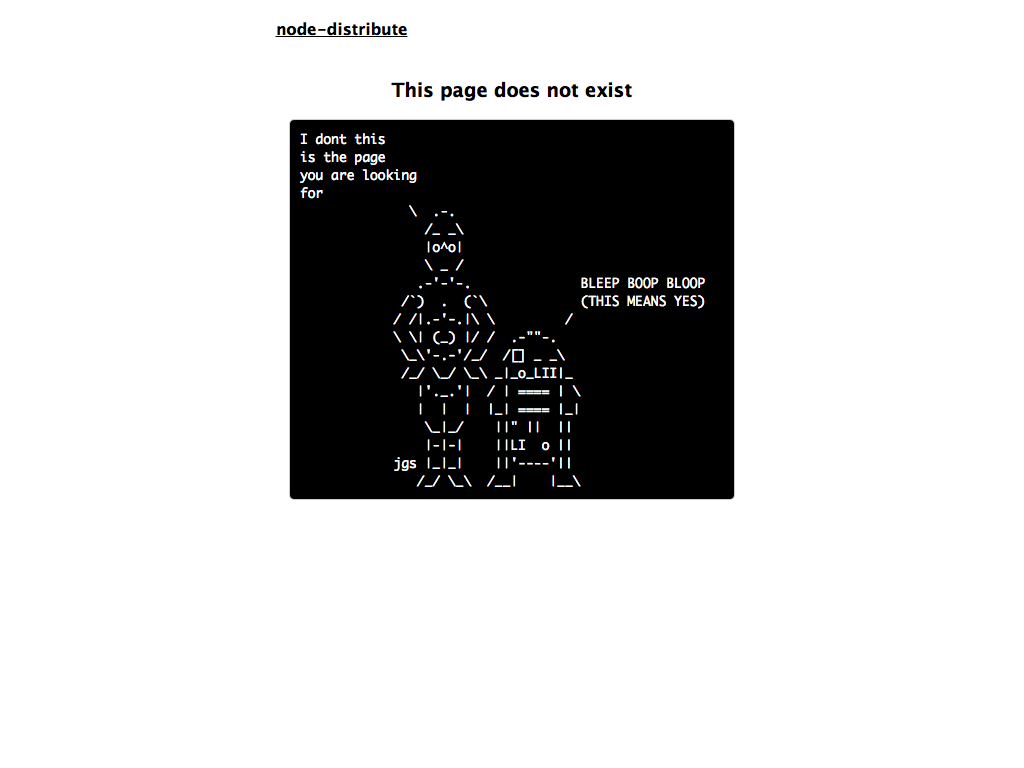 node-distribute
This page does not exist
I dont this
is the page
you are looking
for
BLEEP BOOP BLOOP
(THIS MEANS YES)
jgs